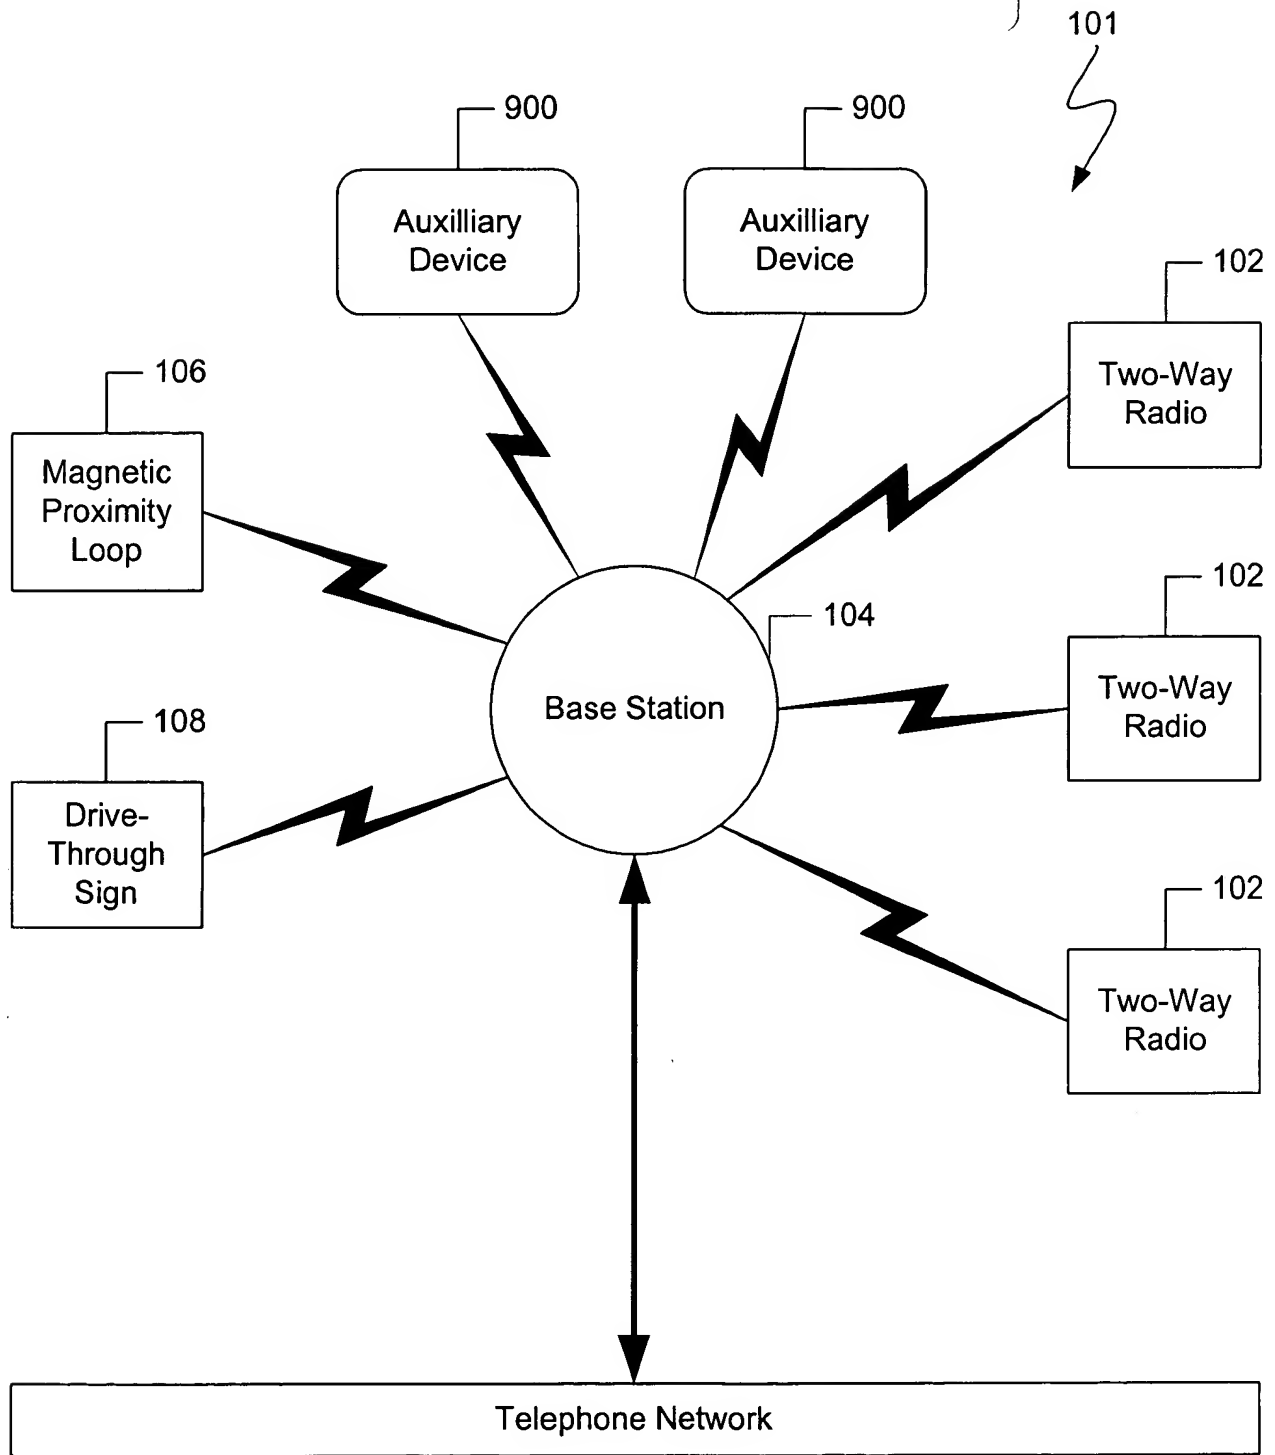 101
900
900
Auxilliary
Device
Auxilliary
Device
102
Two-Way
Radio
106
Magnetic
Proximity
Loop
102
104
Two-Way
Radio
Base Station
108
Drive-
Through
Sign
102
Two-Way
Radio
Telephone Network